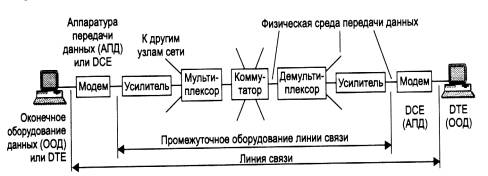 Аппаратура
передачи
данных (АПД)
или DCE
К другим
узлам сети
Физическая среда передачи данных
Модем
Усилитель
Мульти-
плексор
Комму-
татор
Демульти-
плексор
Усилитель
Модем
Оконечное
оборудование
данных (ООД)
или DTE
DCE
(АПД)
DTE
(ООД)
Промежуточное оборудование линии связи
Линия связи